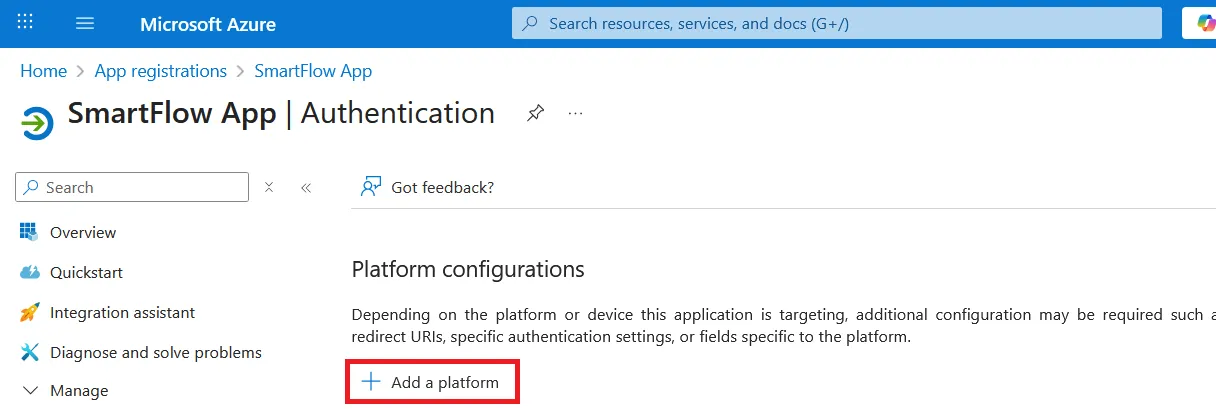 Microsoft Azure
Search resources, services, and docs (G+/)
Home > App registrations > SmartFlow App
SmartFlow App | Authentication
Search
Got feedback?
Overview
Quickstart
Integration assistant
Diagnose and solve problems
Manage
Platform configurations
Depending on the platform or device this application is targeting, additional configuration may be required such a
redirect URIs, specific authentication settings, or fields specific to the platform.
Add a platform